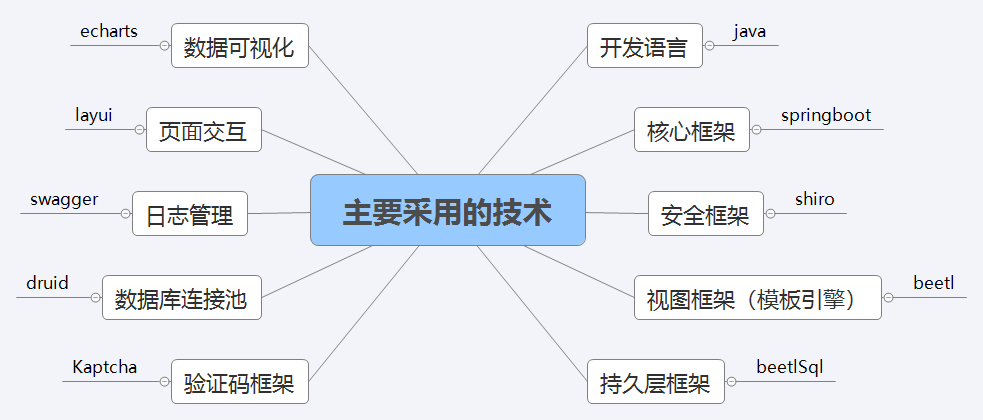 echarts
数据可视化
开发语言
java
layui
页面交互
核心框架
springboot
主要采用的技术
swagger
日志管理
安全框架
shiro
druid
数据库连接池
视图框架（模板引擎）
beetl
Kaptcha
验证码框架
持久层框架
beetlSql